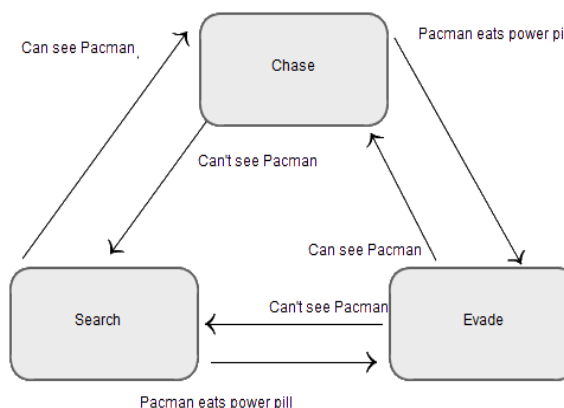 Can see Pacman
Pacman eats power pi
Chase
Can't see Pacman
Can see Pacman
Search
Can't see Pacman
Evade
Pacman eats power pill